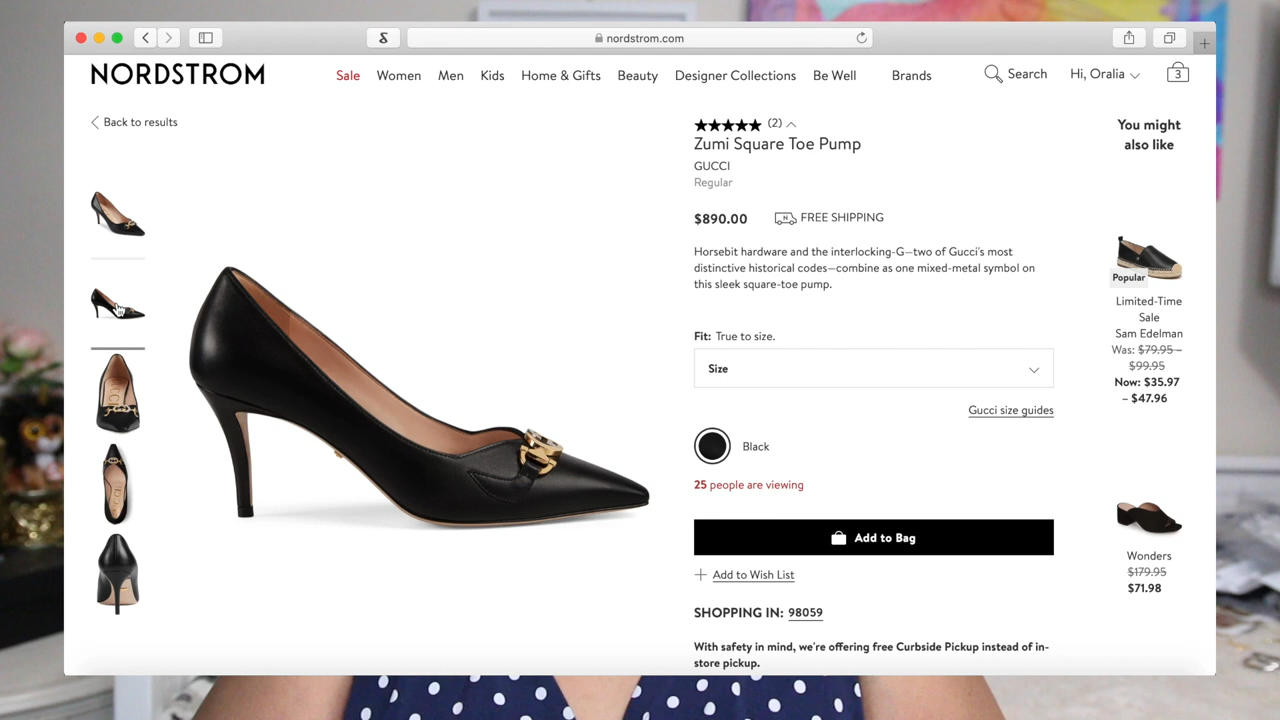 nordstrom.com
NORDSTROM
Sale Women Men Kids Home & Gifts Beauty Designer Collections Be Well Brands
Search
Hi, Oralia
3
Back to results
★★★★★ (2)
Zumi Square Toe Pump
GUCCI
Regular
$890.00 FREE SHIPPING
Horsebit hardware and the interlocking-G—two of Gucci's most
distinctive historical codes—combine as one mixed-metal symbol on
this sleek square-toe pump.
Fit: True to size.
Size
Gucci size guides
Black
25 people are viewing
Add to Bag
Add to Wish List
SHOPPING IN: 98059
With safety in mind, we're offering free Curbside Pickup instead of in-
store pickup.
You might
also like
Popular
Limited-Time
Sale
Sam Edelman
Was: $79.95 –
$99.95
Now: $35.97
– $47.96
Wonders
$179.95
$71.98